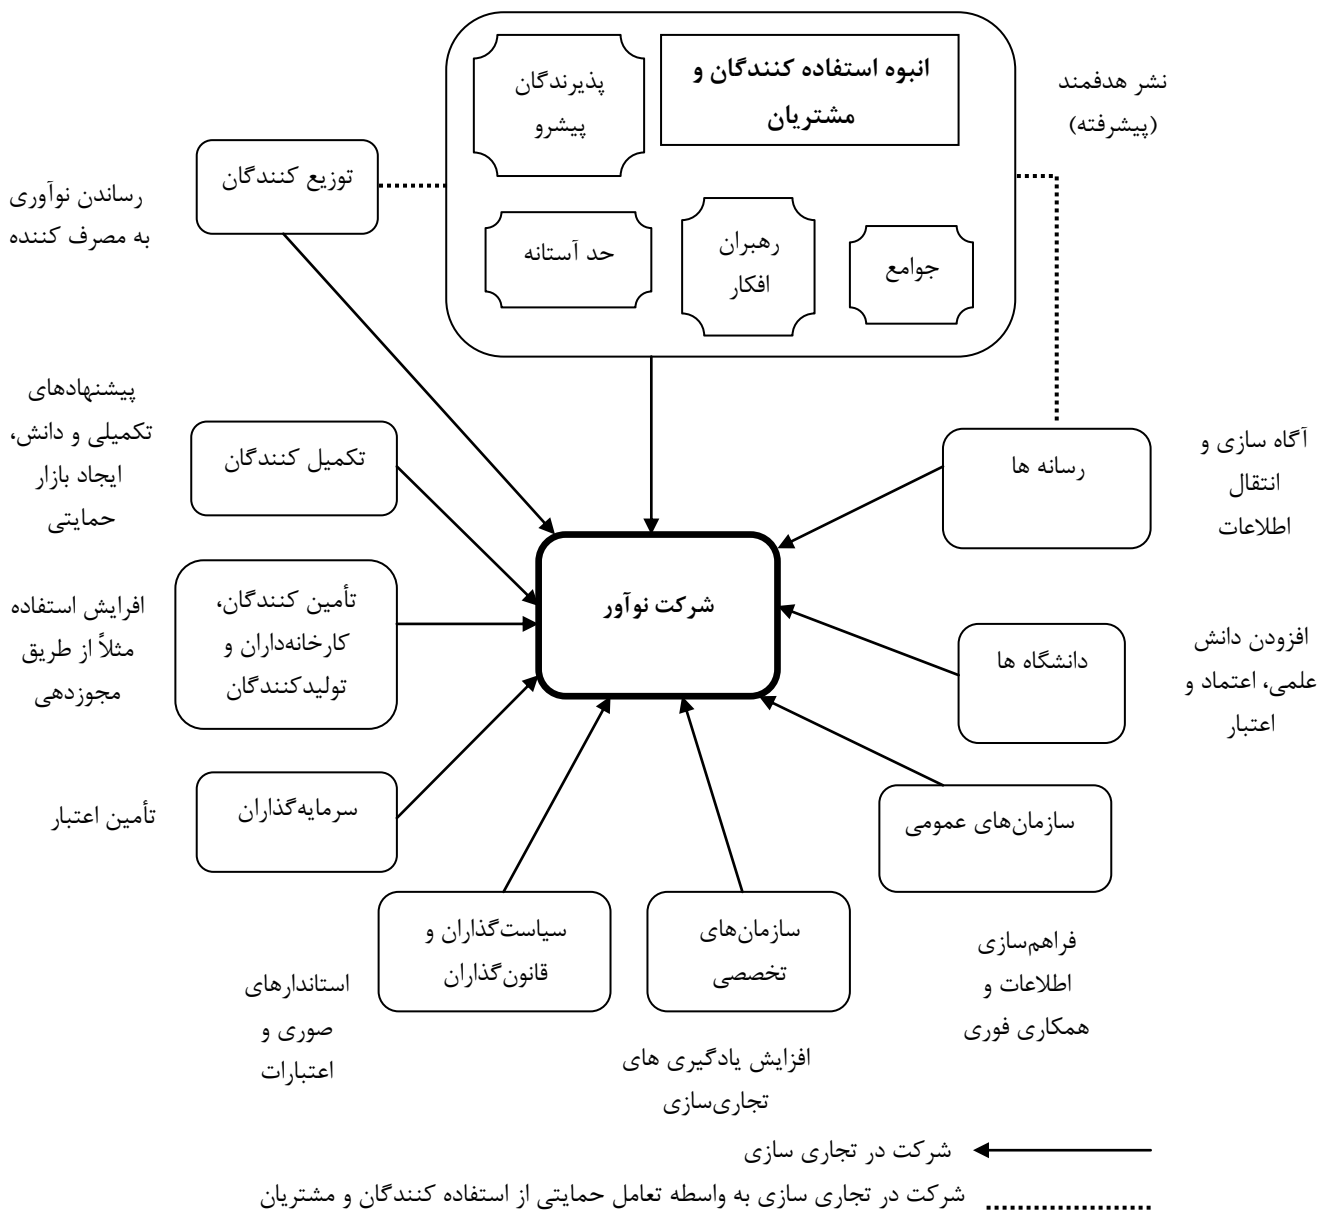 انبوه استفاده کنندگان و
مشتریان
پذیرندگان
پیشرو
نشر هدفمند
(پیشرفته)
جوامع
رهبران
افکار
حد آستانه
توزیع کنندگان
رساندن نوآوری
به مصرف کننده
رسانه ها
آگاه سازی و
انتقال
اطلاعات
تکمیل کنندگان
پیشنهادهای
تکمیلی و دانش،
ایجاد بازار
حمایتی
شرکت نوآور
تأمین کنندگان،
کارخانه‌داران و
تولیدکنندگان
افرایش استفاده
مثلاً از طریق
مجوزدهی
دانشگاه ها
افزودن دانش
علمی، اعتماد و
اعتبار
سرمایه‌گذاران
تأمین اعتبار
سازمان‌های عمومی
فراهم‌سازی
اطلاعات و
همکاری فوری
سازمان‌های
تخصصی
افزایش یادگیری های
تجاری‌سازی
سیاست‌گذاران و
قانون‌گذاران
استاندارهای
صوری و
اعتبارات
شرکت در تجاری سازی
شرکت در تجاری سازی به واسطه تعامل حمایتی از استفاده کنندگان و مشتریان